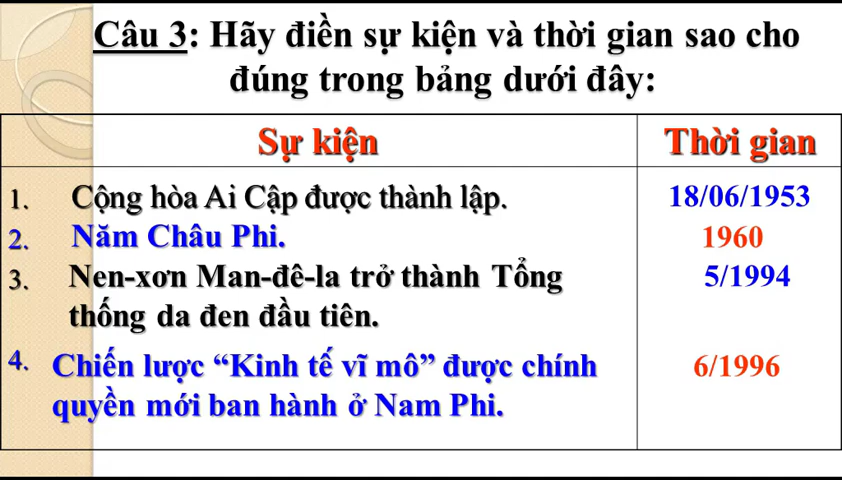 Câu 3: Hãy điền sự kiện và thời gian sao cho
đúng trong bảng dưới đây:
Sự kiện Thời gian
1. Cộng hòa Ai Cập được thành lập. 18/06/1953
2. Năm Châu Phi. 1960
3. Nen-xơn Man-đê-la trở thành Tổng 5/1994
thống da đen đầu tiên.
4. Chiến lược “Kinh tế vĩ mô” được chính 6/1996
quyền mới ban hành ở Nam Phi.